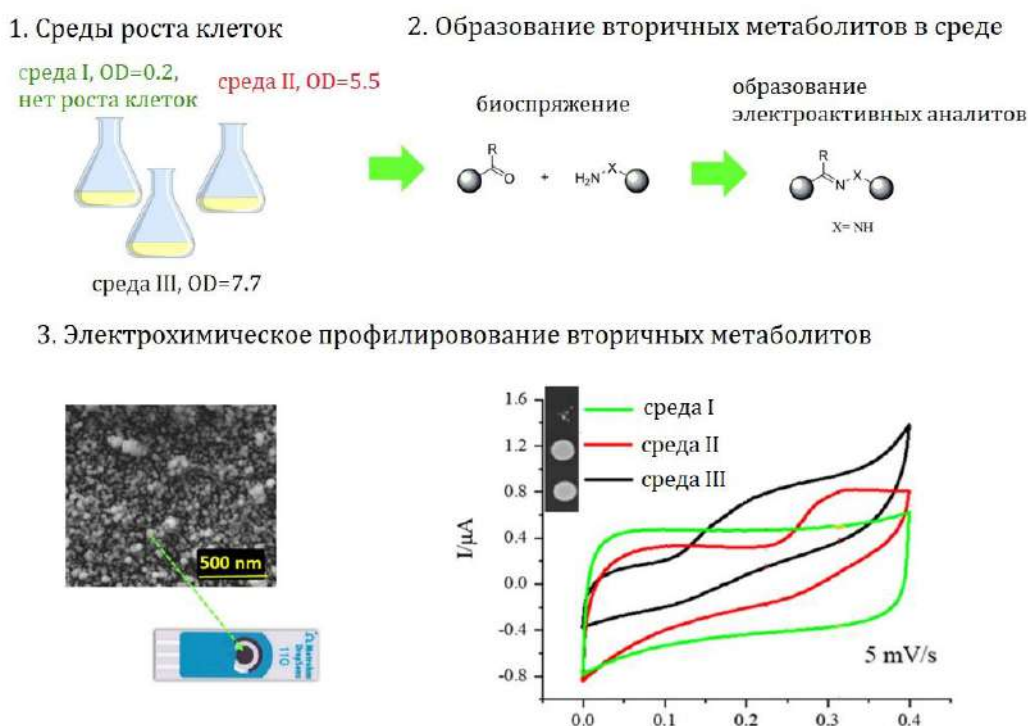 1. Среды роста клеток
2. Образование вторичных метаболитов в среде
среда I, OD=0.2,
нет роста клеток
среда II, OD=5.5
среда III, OD=7.7
биоспряжение
образование
электроактивных аналитов
R
O
+
H₂N
X
R
N
X
X= NH
3. Электрохимическое профилировование вторичных метаболитов
500 nm
110
1.6
1.2
0.8
0.4
0.0
-0.4
-0.8
I/μA
среда I
среда II
среда III
5 mV/s
0.0 0.1 0.2 0.3 0.4